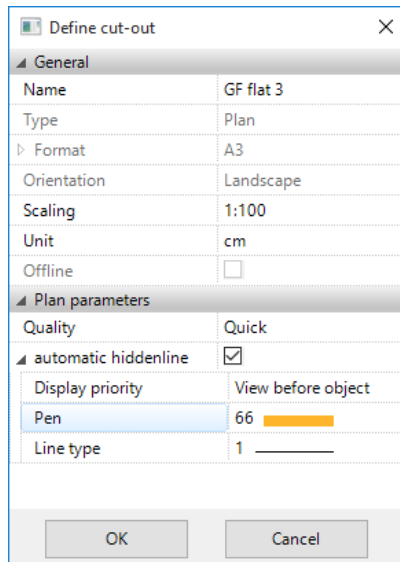 Define cut-out
General
Name GF flat 3
Type Plan
Format A3
Orientation Landscape
Scaling 1:100
Unit cm
Offline
Plan parameters
Quality Quick
automatic hiddenline
Display priority View before object
Pen 66
Line type 1
OK Cancel